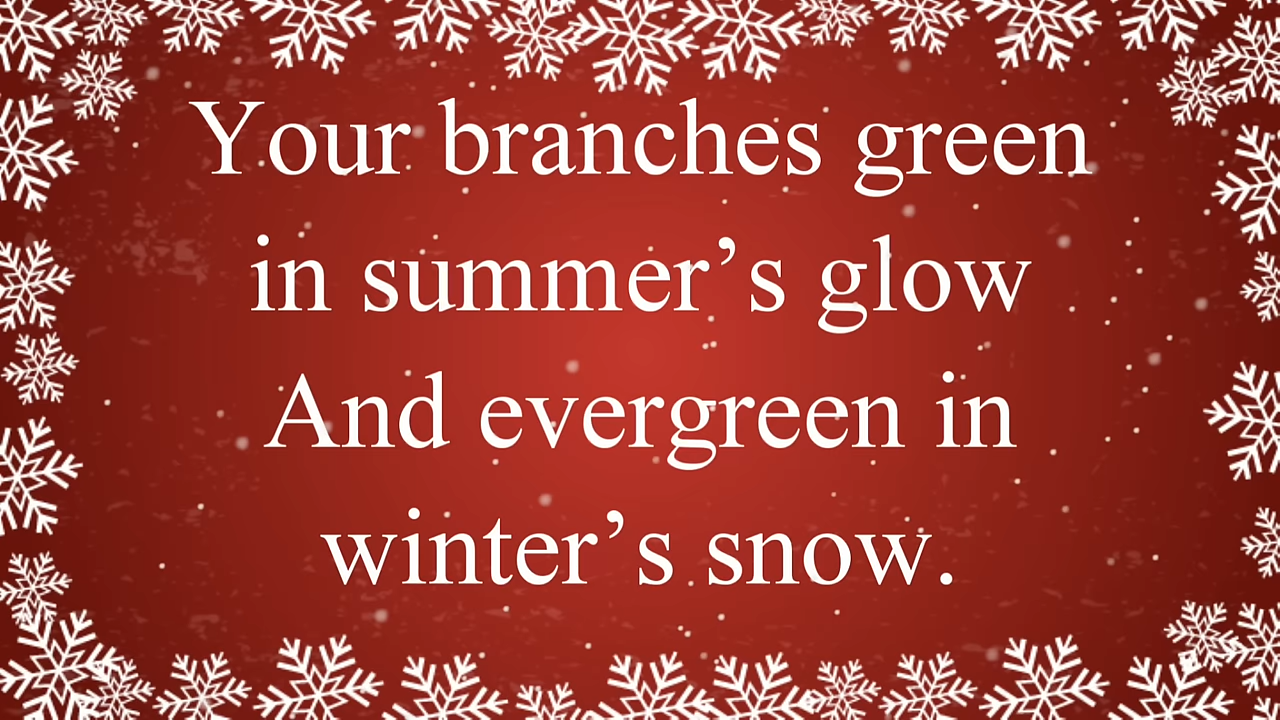 Your branches green
in summer’s glow
And evergreen in
winter’s snow.